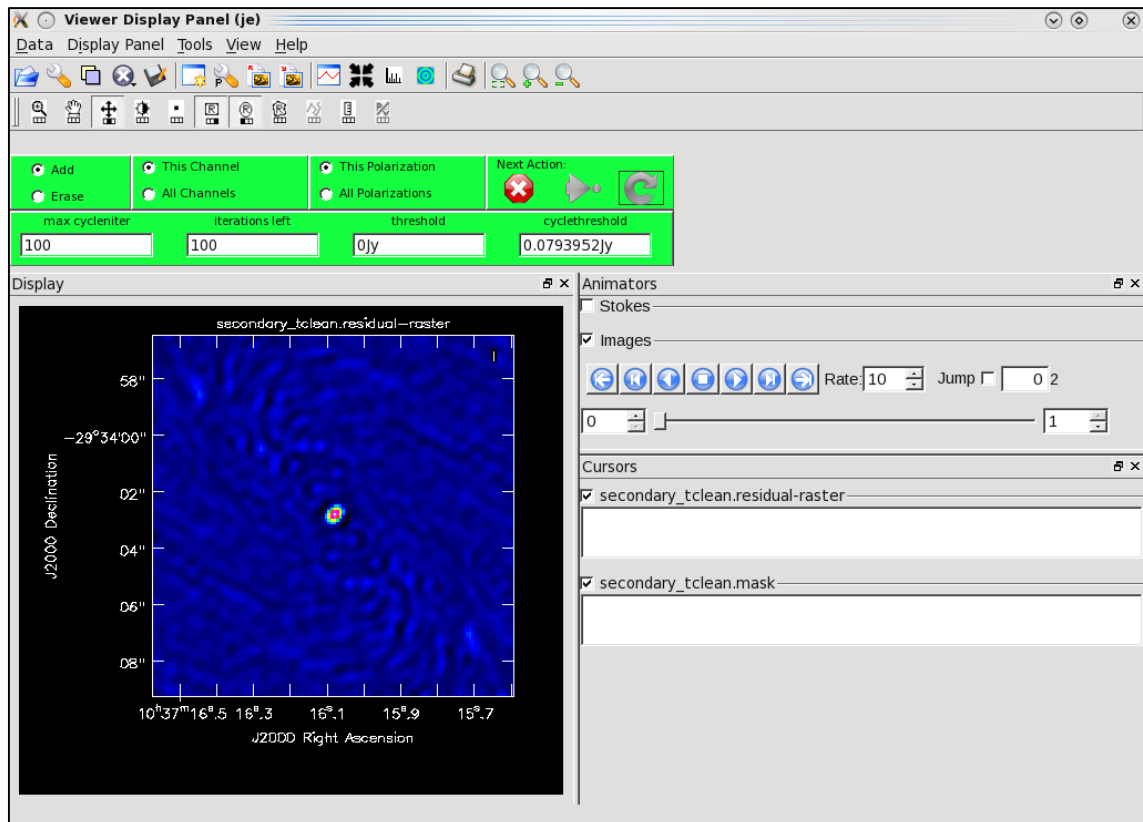 Viewer Display Panel (je)
Data Display Panel Tools View Help
Add
Erase
This Channel
All Channels
This Polarization
All Polarizations
Next Action:
max cycleniter iterations left threshold cyclethreshold
100 100 0Jy 0.0793952Jy
Display
secondary_tclean.residual-raster
I
58"
-29°34'00"
02"
04"
06"
08"
J2000 Declination
10ʰ37ᵐ16ˢ.5 16ˢ.3 16ˢ.1 15ˢ.9 15ˢ.7
J2000 Right Ascension
Animators
Stokes
Images
Rate: 10 Jump 0 2
0 1
Cursors
secondary_tclean.residual-raster
secondary_tclean.mask